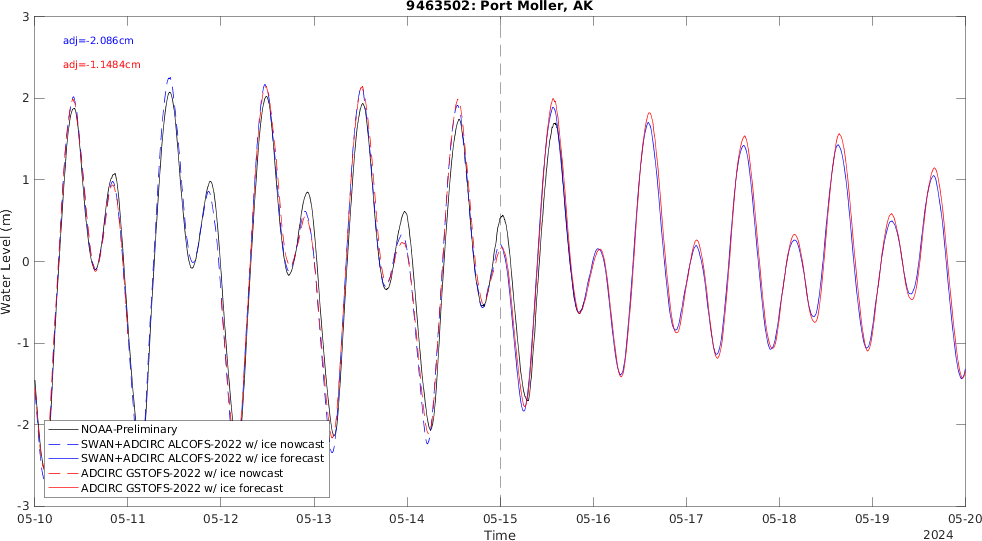 9463502: Port Moller, AK
adj=-2.086cm
adj=-1.1484cm
Water Level (m)
3
2
1
0
-1
-2
-3
NOAA-Preliminary
SWAN+ADCIRC ALCOFS-2022 w/ ice nowcast
SWAN+ADCIRC ALCOFS-2022 w/ ice forecast
ADCIRC GSTOFS-2022 w/ ice nowcast
ADCIRC GSTOFS-2022 w/ ice forecast
05-10 05-11 05-12 05-13 05-14 05-15 05-16 05-17 05-18 05-19 05-20
Time
2024